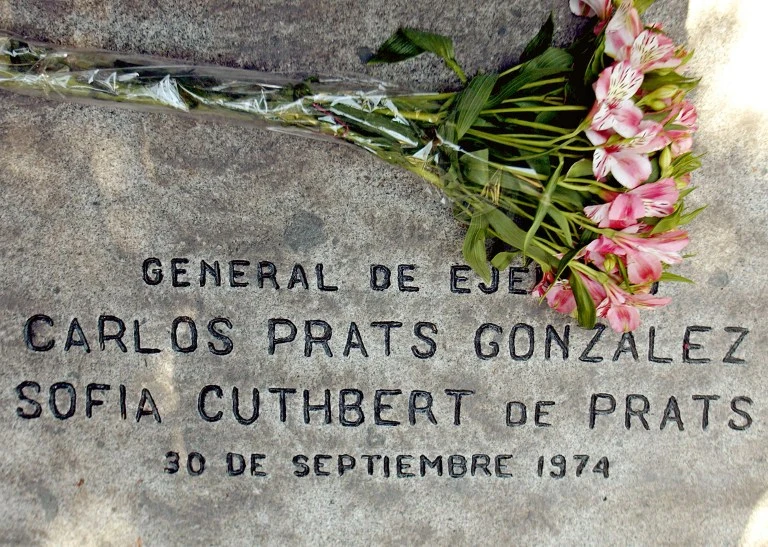 GENERAL DE
CARLOS PRATS GONZALEZ
SOFIA CUTHBERT DE PRATS
30 DE SEPTIEMBRE 1974